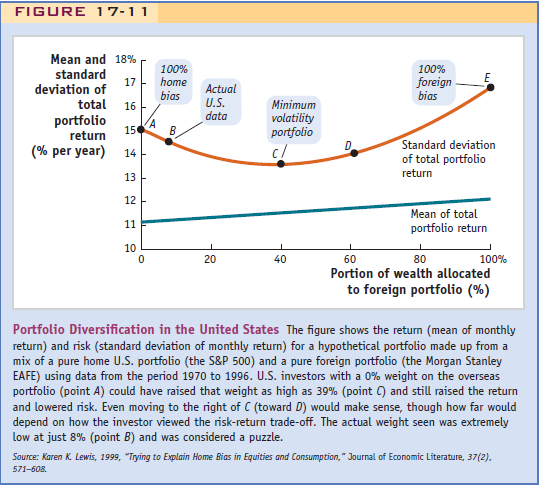 FIGURE 17-11
Mean and
standard
deviation of
total
portfolio
return
(% per year)
18%
17
16
15
14
13
12
11
10
100%
home
bias
Actual
U.S.
data
Minimum
volatility
portfolio
100%
foreign
bias
A
B
C
D
E
Standard deviation
of total portfolio
return
Mean of total
portfolio return
0
20
40
60
80
100%
Portion of wealth allocated
to foreign portfolio (%)
Portfolio Diversification in the United States The figure shows the return (mean of monthly
return) and risk (standard deviation of monthly return) for a hypothetical portfolio made up from a
mix of a pure home U.S. portfolio (the S&P 500) and a pure foreign portfolio (the Morgan Stanley
EAFE) using data from the period 1970 to 1996. U.S. investors with a 0% weight on the overseas
portfolio (point A) could have raised that weight as high as 39% (point C) and still raised the return
and lowered risk. Even moving to the right of C (toward D) would make sense, though how far would
depend on how the investor viewed the risk-return trade-off. The actual weight seen was extremely
low at just 8% (point B) and was considered a puzzle.
Source: Karen K. Lewis, 1999, "Trying to Explain Home Bias in Equities and Consumption," Journal of Economic Literature, 37(2),
571–608.